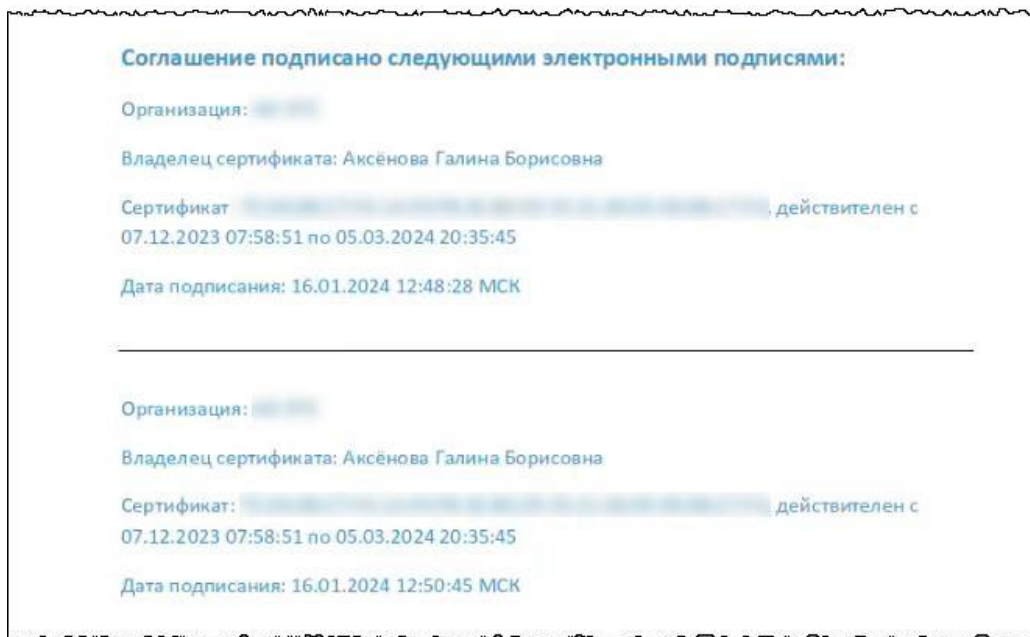 Соглашение подписано следующими электронными подписями:
Организация:
Владелец сертификата: Аксёнова Галина Борисовна
Сертификат , действителен с
07.12.2023 07:58:51 по 05.03.2024 20:35:45
Дата подписания: 16.01.2024 12:48:28 МСК
Организация:
Владелец сертификата: Аксёнова Галина Борисовна
Сертификат: , действителен с
07.12.2023 07:58:51 по 05.03.2024 20:35:45
Дата подписания: 16.01.2024 12:50:45 МСК